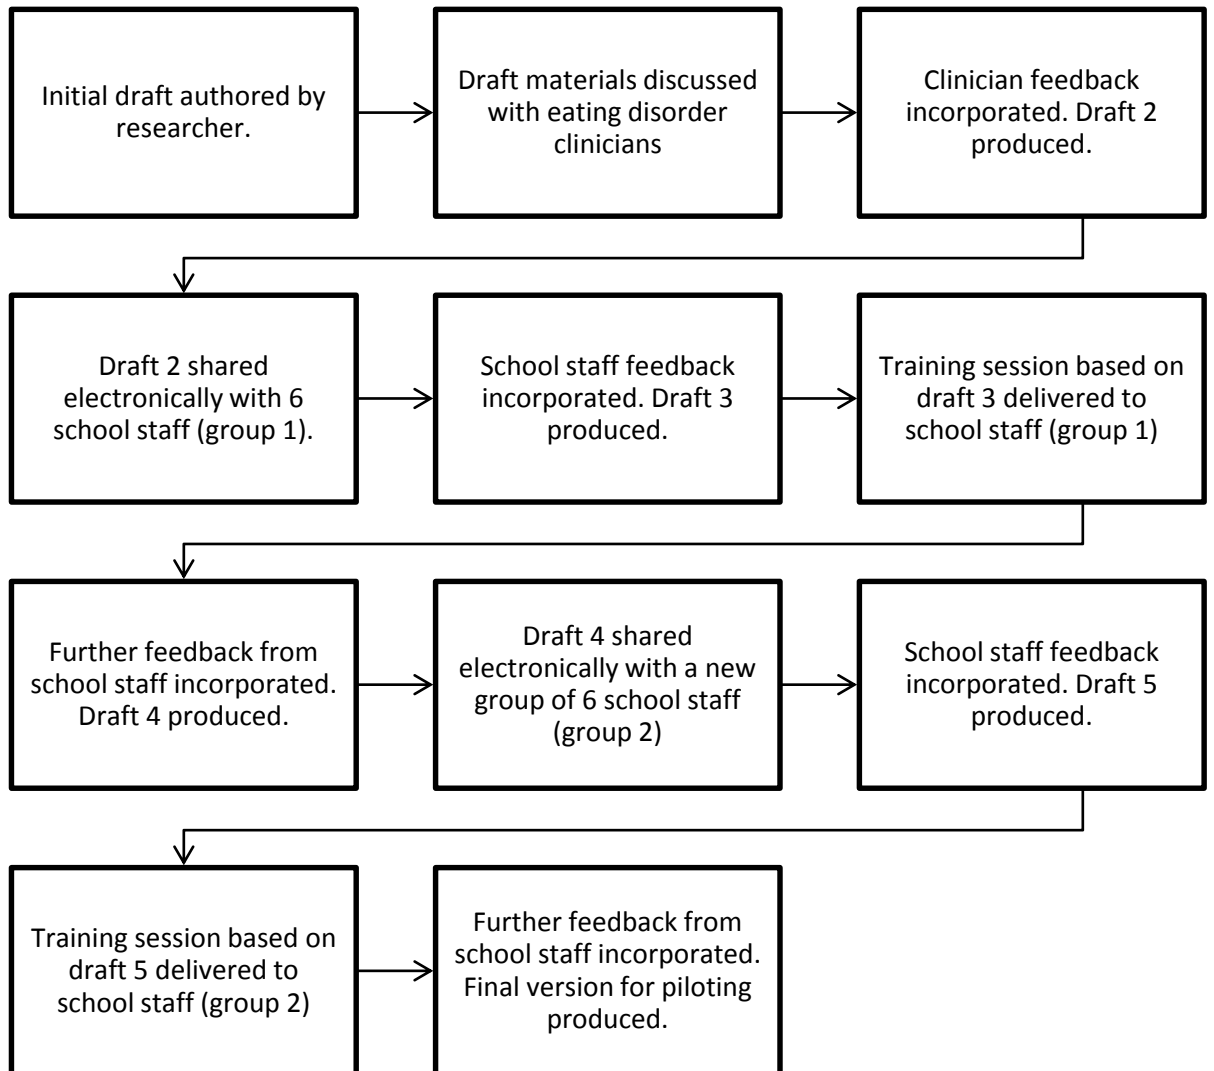 Initial draft authored by
researcher.
Draft materials discussed
with eating disorder
clinicians
Clinician feedback
incorporated. Draft 2
produced.
Draft 2 shared
electronically with 6
school staff (group 1).
School staff feedback
incorporated. Draft 3
produced.
Training session based on
draft 3 delivered to
school staff (group 1)
Further feedback from
school staff incorporated.
Draft 4 produced.
Draft 4 shared
electronically with a new
group of 6 school staff
(group 2)
School staff feedback
incorporated. Draft 5
produced.
Training session based on
draft 5 delivered to
school staff (group 2)
Further feedback from
school staff incorporated.
Final version for piloting
produced.